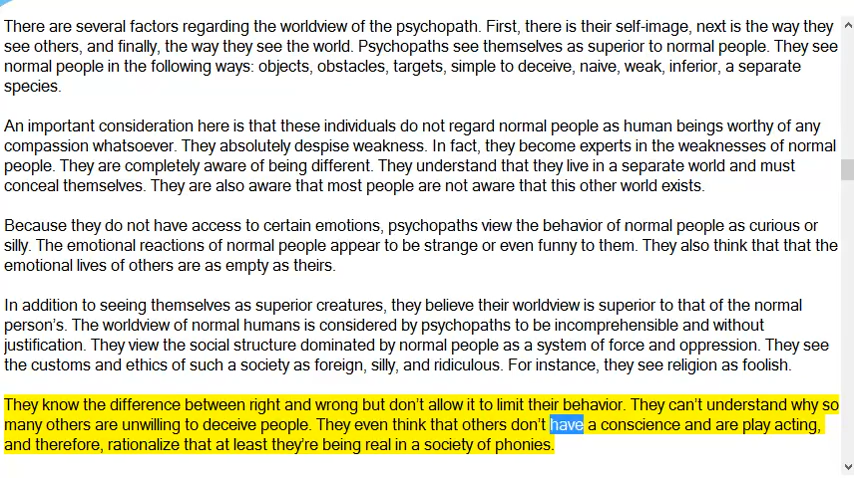 There are several factors regarding the worldview of the psychopath. First, there is their self-image, next is the way they
see others, and finally, the way they see the world. Psychopaths see themselves as superior to normal people. They see
normal people in the following ways: objects, obstacles, targets, simple to deceive, naive, weak, inferior, a separate
species.
An important consideration here is that these individuals do not regard normal people as human beings worthy of any
compassion whatsoever. They absolutely despise weakness. In fact, they become experts in the weaknesses of normal
people. They are completely aware of being different. They understand that they live in a separate world and must
conceal themselves. They are also aware that most people are not aware that this other world exists.
Because they do not have access to certain emotions, psychopaths view the behavior of normal people as curious or
silly. The emotional reactions of normal people appear to be strange or even funny to them. They also think that that the
emotional lives of others are as empty as theirs.
In addition to seeing themselves as superior creatures, they believe their worldview is superior to that of the normal
person's. The worldview of normal humans is considered by psychopaths to be incomprehensible and without
justification. They view the social structure dominated by normal people as a system of force and oppression. They see
the customs and ethics of such a society as foreign, silly, and ridiculous. For instance, they see religion as foolish.
They know the difference between right and wrong but don't allow it to limit their behavior. They can't understand why so
many others are unwilling to deceive people. They even think that others don't have a conscience and are play acting,
and therefore, rationalize that at least they're being real in a society of phonies.